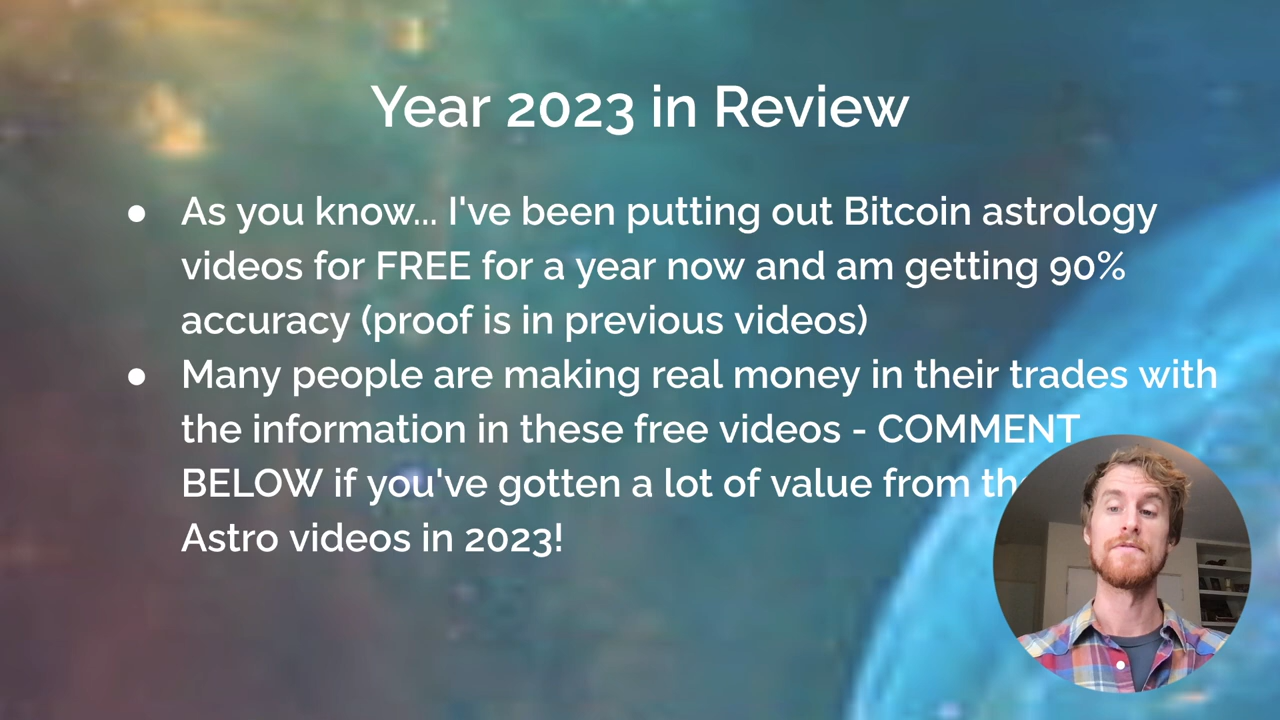 Year 2023 in Review
● As you know... I've been putting out Bitcoin astrology
videos for FREE for a year now and am getting 90%
accuracy (proof is in previous videos)
● Many people are making real money in their trades with
the information in these free videos - COMMENT
BELOW if you've gotten a lot of value from
Astro videos in 2023!